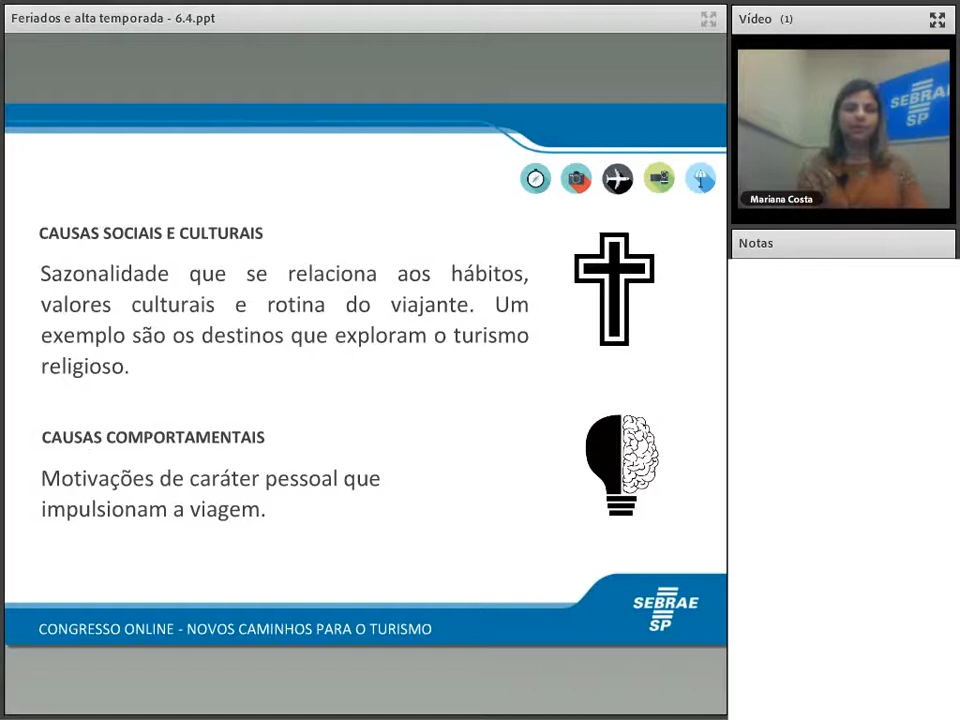 Feriados e alta temporada - 6.4.ppt
Vídeo (1)
SEBRAE
SP
Mariana Costa
Notas
CAUSAS SOCIAIS E CULTURAIS
Sazonalidade que se relaciona aos hábitos,
valores culturais e rotina do viajante. Um
exemplo são os destinos que exploram o turismo
religioso.
CAUSAS COMPORTAMENTAIS
Motivações de caráter pessoal que
impulsionam a viagem.
SEBRAE
SP
CONGRESSO ONLINE - NOVOS CAMINHOS PARA O TURISMO